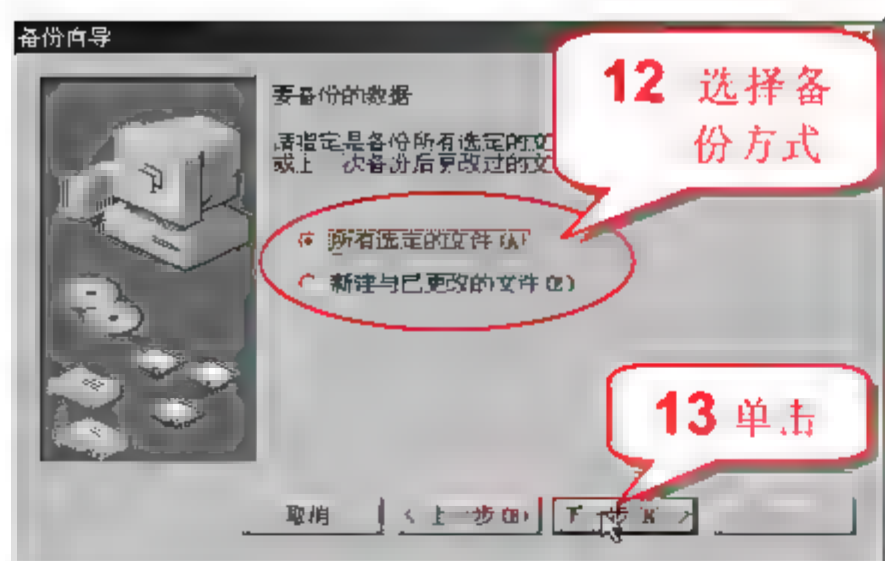 备份向导
12 选择备
份方式
要备份的数据
请指定是备份所有选定的文
或上一次备份后更改过的文
所有选定的文件(A)
新建与已更改的文件
13 单击
取消
< 上一步(B)
下一步